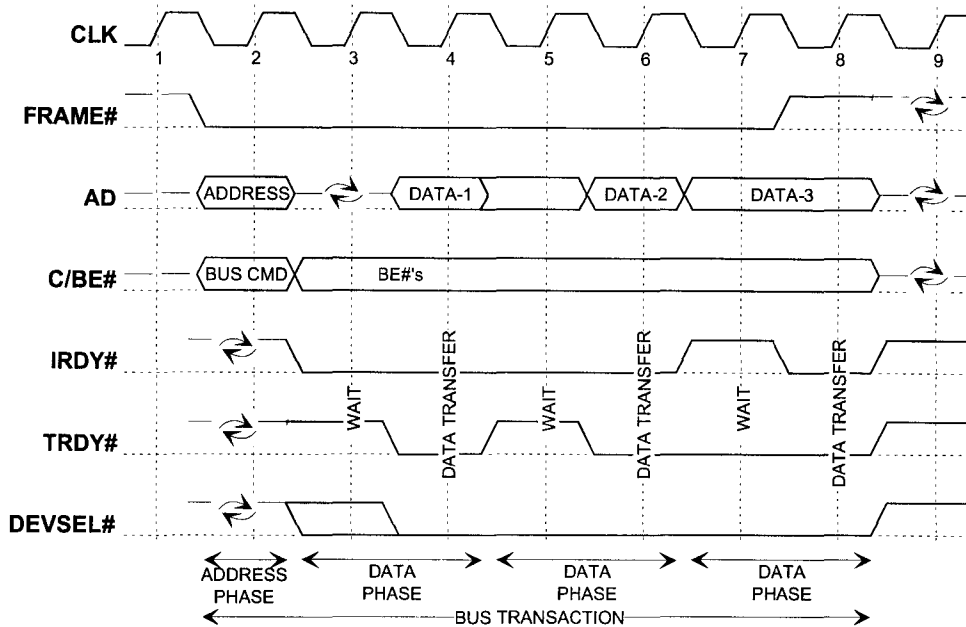 CLK
1 2 3 4 5 6 7 8 9
FRAME#
AD
ADDRESS
DATA-1
DATA-2
DATA-3
C/BE#
BUS CMD
BE#'s
IRDY#
TRDY#
WAIT
DATA TRANSFER
WAIT
DATA TRANSFER
WAIT
DATA TRANSFER
DEVSEL#
ADDRESS
PHASE
DATA
PHASE
DATA
PHASE
DATA
PHASE
BUS TRANSACTION